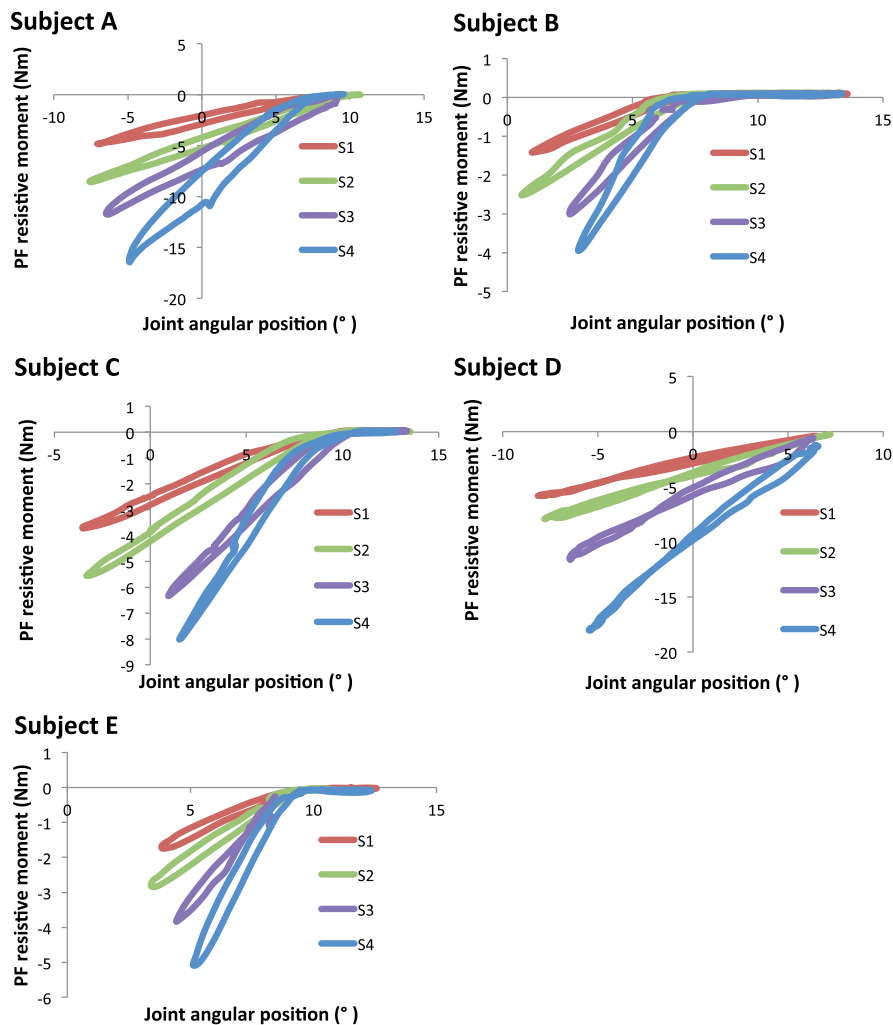 Subject A
PF resistive moment (Nm)
5
0
-5
-10
-15
-20
-10
-5
0
5
10
15
S1
S2
S3
S4
Joint angular position (° )
Subject B
PF resistive moment (Nm)
1
0
-1
-2
-3
-4
-5
0
5
10
15
S1
S2
S3
S4
Joint angular position (° )
Subject C
PF resistive moment (Nm)
1
0
-1
-2
-3
-4
-5
-6
-7
-8
-9
-5
0
5
10
15
S1
S2
S3
S4
Joint angular position (° )
Subject D
PF resistive moment (Nm)
5
0
-5
-10
-15
-20
-10
-5
0
5
10
S1
S2
S3
S4
Joint angular position (° )
Subject E
PF resistive moment (Nm)
1
0
-1
-2
-3
-4
-5
-6
0
5
10
15
S1
S2
S3
S4
Joint angular position (° )